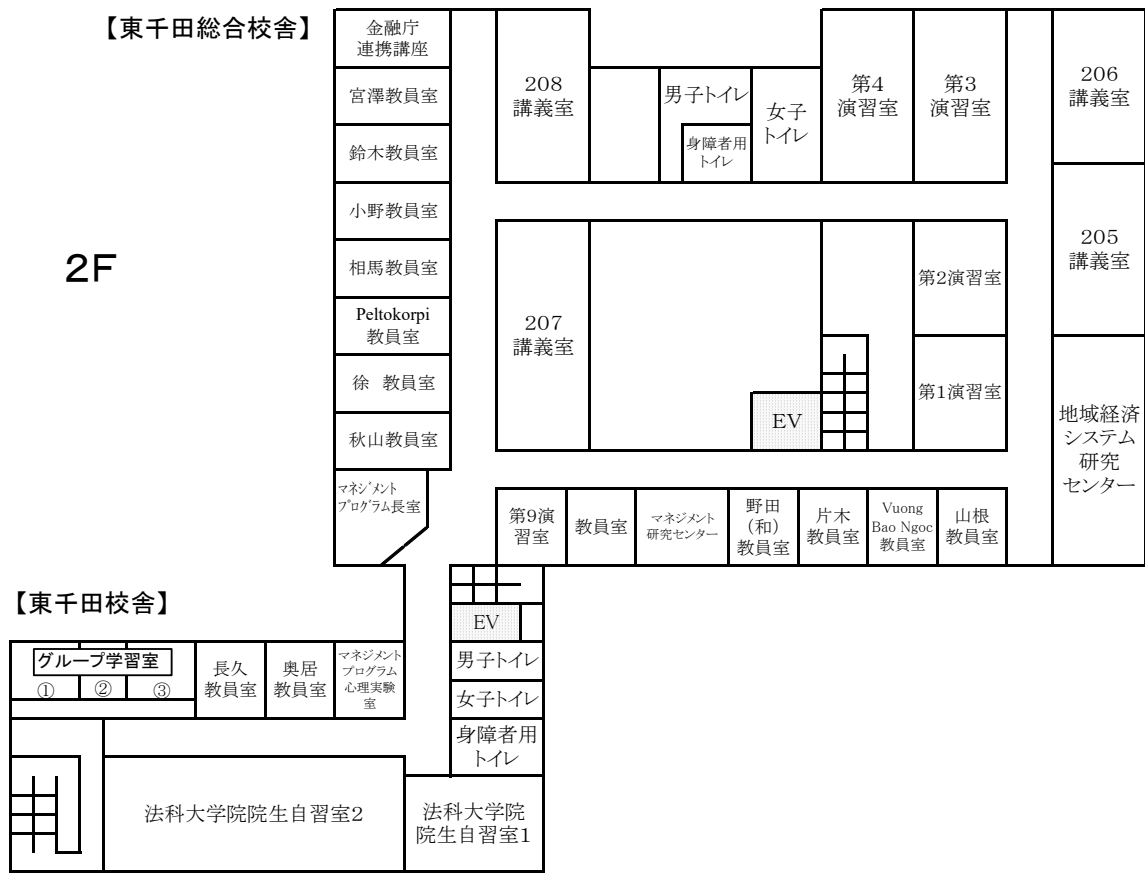 【東千田総合校舎】
2F
金融庁
連携講座
宮澤教員室
鈴木教員室
小野教員室
相馬教員室
Peltokorpi
教員室
徐 教員室
秋山教員室
マネジメント
プログラム長室
208
講義室
男子トイレ
身障者用
トイレ
女子
トイレ
第4
演習室
第3
演習室
206
講義室
205
講義室
207
講義室
EV
第2演習室
第1演習室
地域経済
システム
研究
センター
第9演
習室
教員室
マネジメント
研究センター
野田
(和)
教員室
片木
教員室
Vuong
Bao Ngoc
教員室
山根
教員室
【東千田校舎】
グループ学習室
①
②
③
長久
教員室
奥居
教員室
マネジメント
プログラム
心理実験
室
EV
男子トイレ
女子トイレ
身障者用
トイレ
法科大学院院生自習室2
法科大学院
院生自習室1